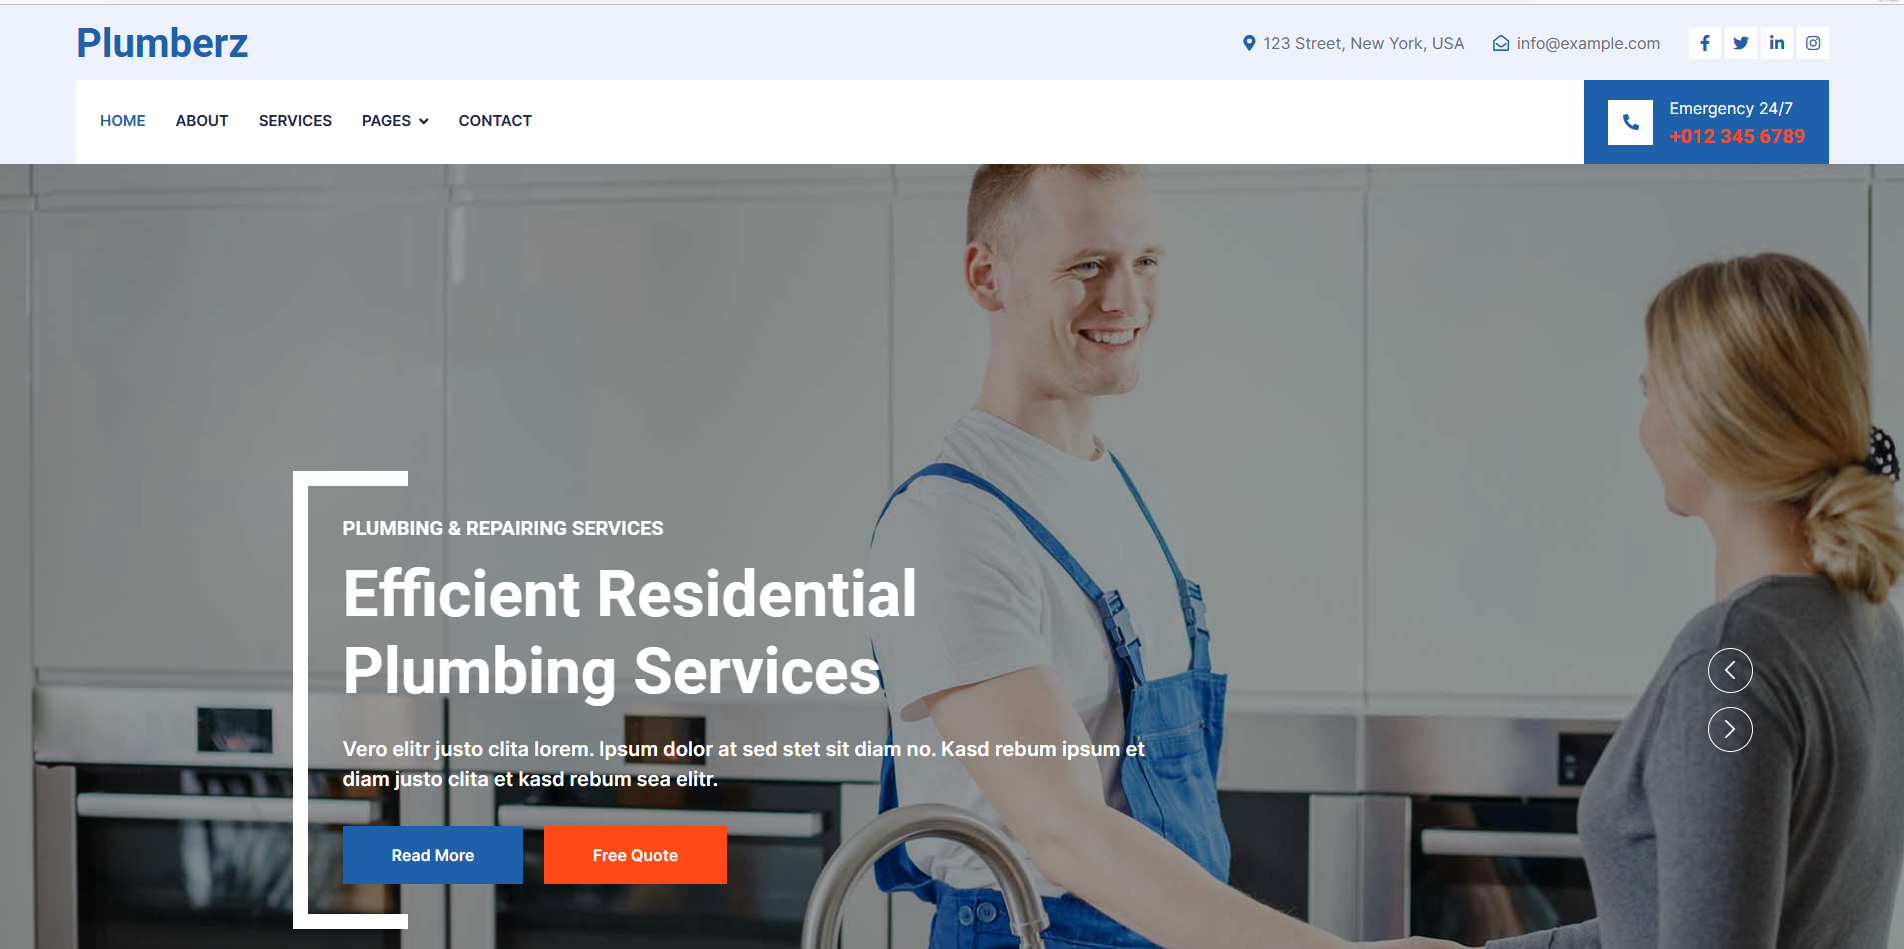 Plumberz
123 Street, New York, USA
info@example.com
HOME
ABOUT
SERVICES
PAGES
CONTACT
Emergency 24/7
+012 345 6789
PLUMBING & REPAIRING SERVICES
Efficient Residential
Plumbing Services
Vero elitr justo clita lorem. Ipsum dolor at sed stet sit diam no. Kasd rebum ipsum et
diam justo clita et kasd rebum sea elitr.
Read More
Free Quote